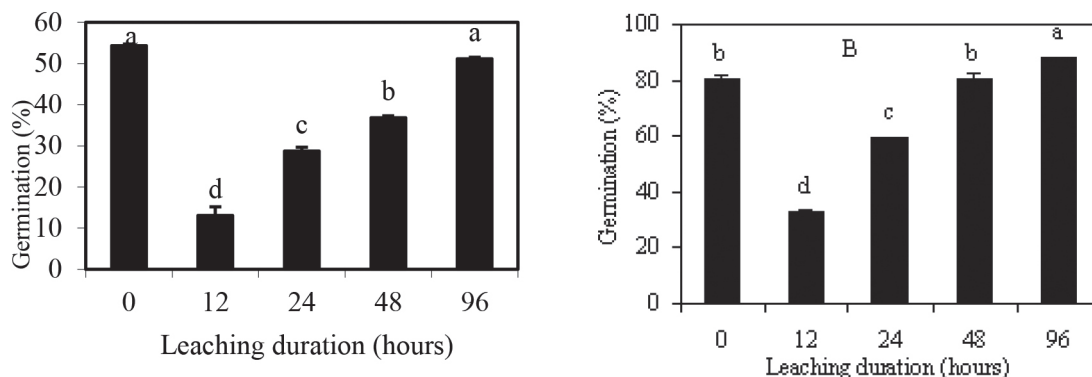 60
50
40
30
20
10
0
Germination (%)
a
d
c
b
a
0 12 24 48 96
Leaching duration (hours)
100
80
60
40
20
0
Germination (%)
B
b
d
c
b
a
0 12 24 48 96
Leaching duration (hours)